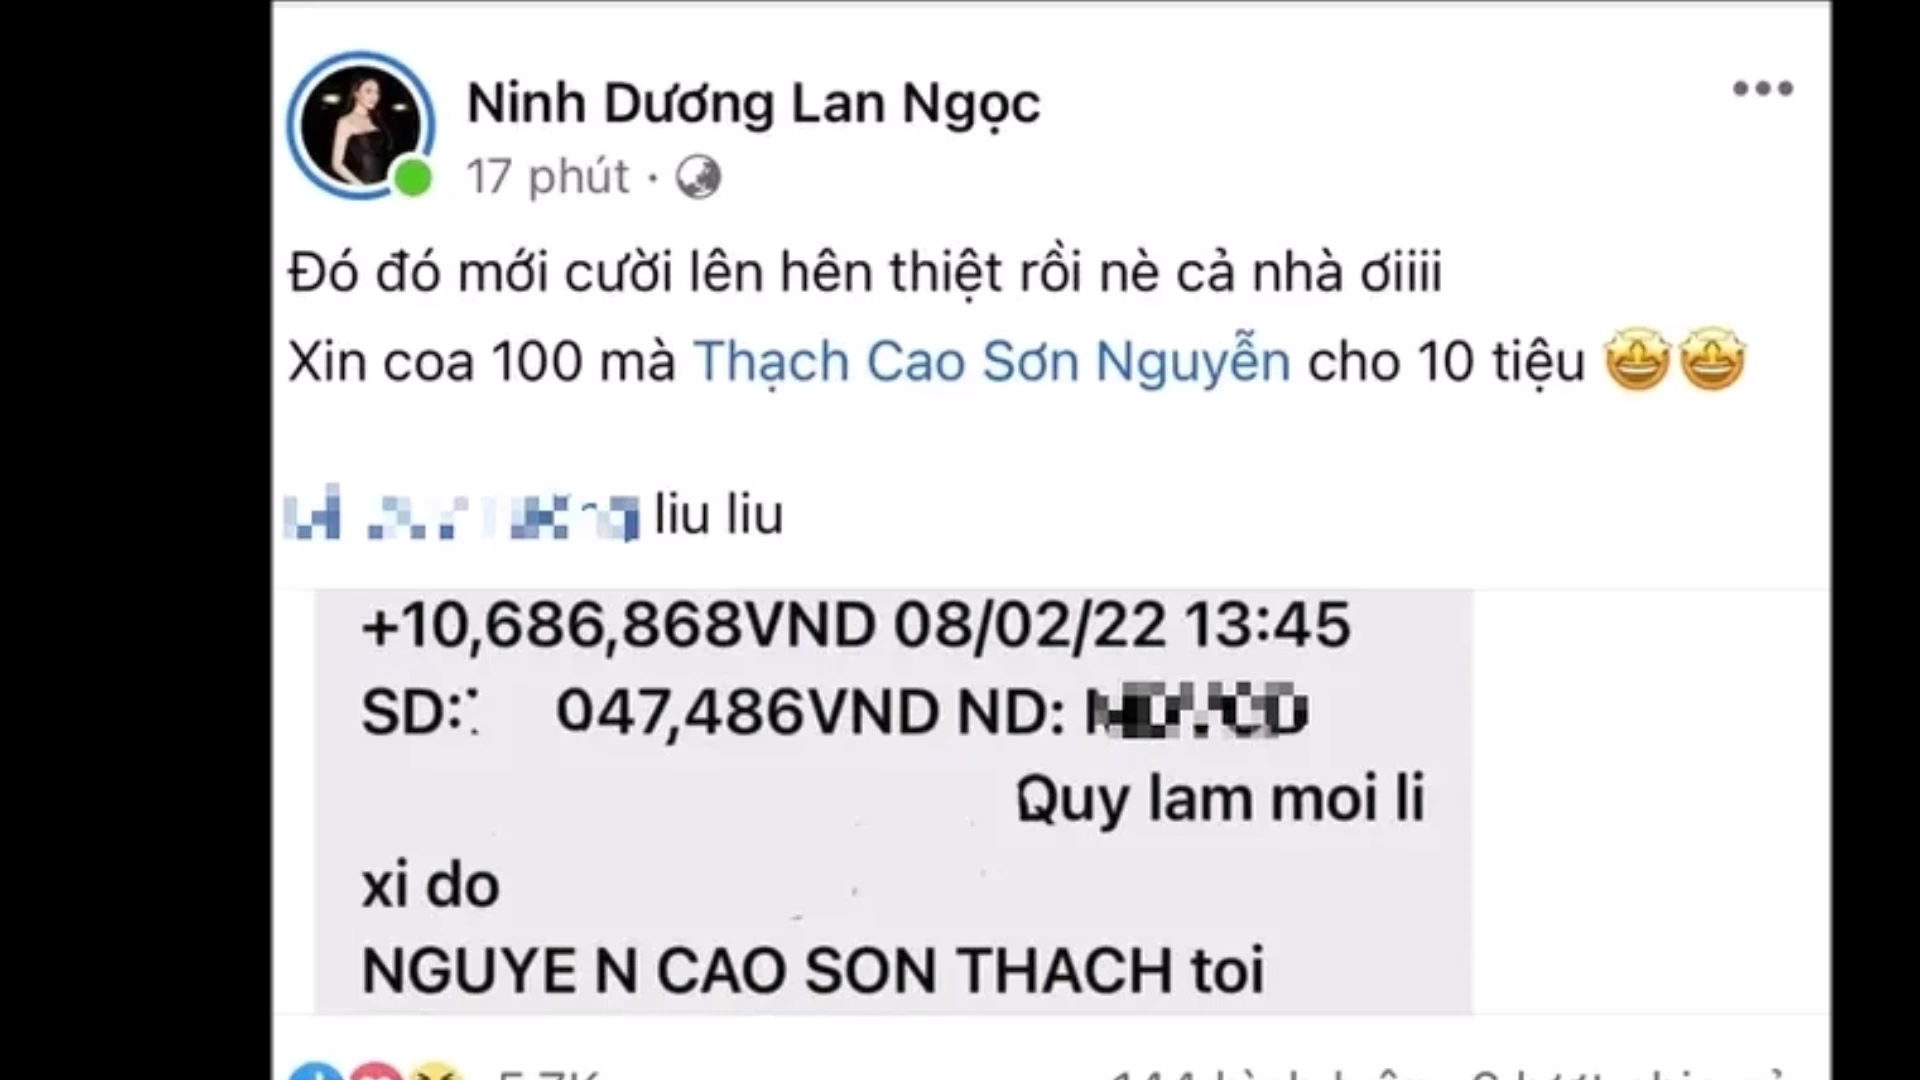 Ninh Dương Lan Ngọc
17 phút ·
Đó đó mới cười lên hên thiệt rồi nè cả nhà ơiiii
Xin coa 100 mà Thạch Cao Sơn Nguyễn cho 10 tiệu 🤩🤩
liu liu
+10,686,868VND 08/02/22 13:45
SD: 047,486VND ND:
Quy lam moi li
xi do
NGUYE N CAO SON THACH toi